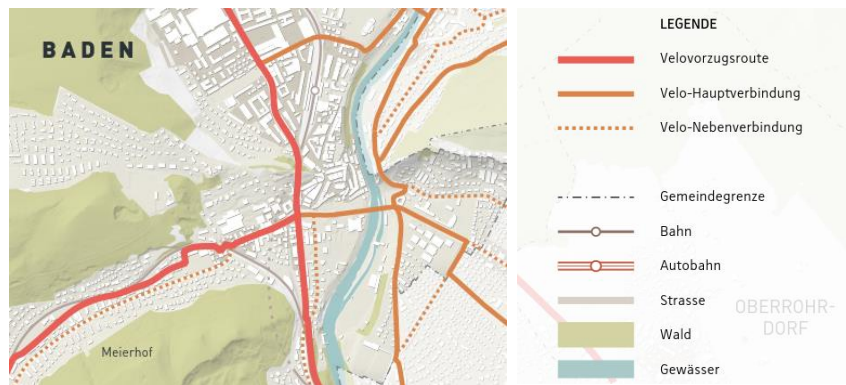 BADEN
Meierhof
LEGENDE
Velovorzugsroute
Velo-Hauptverbindung
Velo-Nebenverbindung
Gemeindegrenze
Bahn
Autobahn
Strasse
OBERROHR-
DORF
Wald
Gewässer